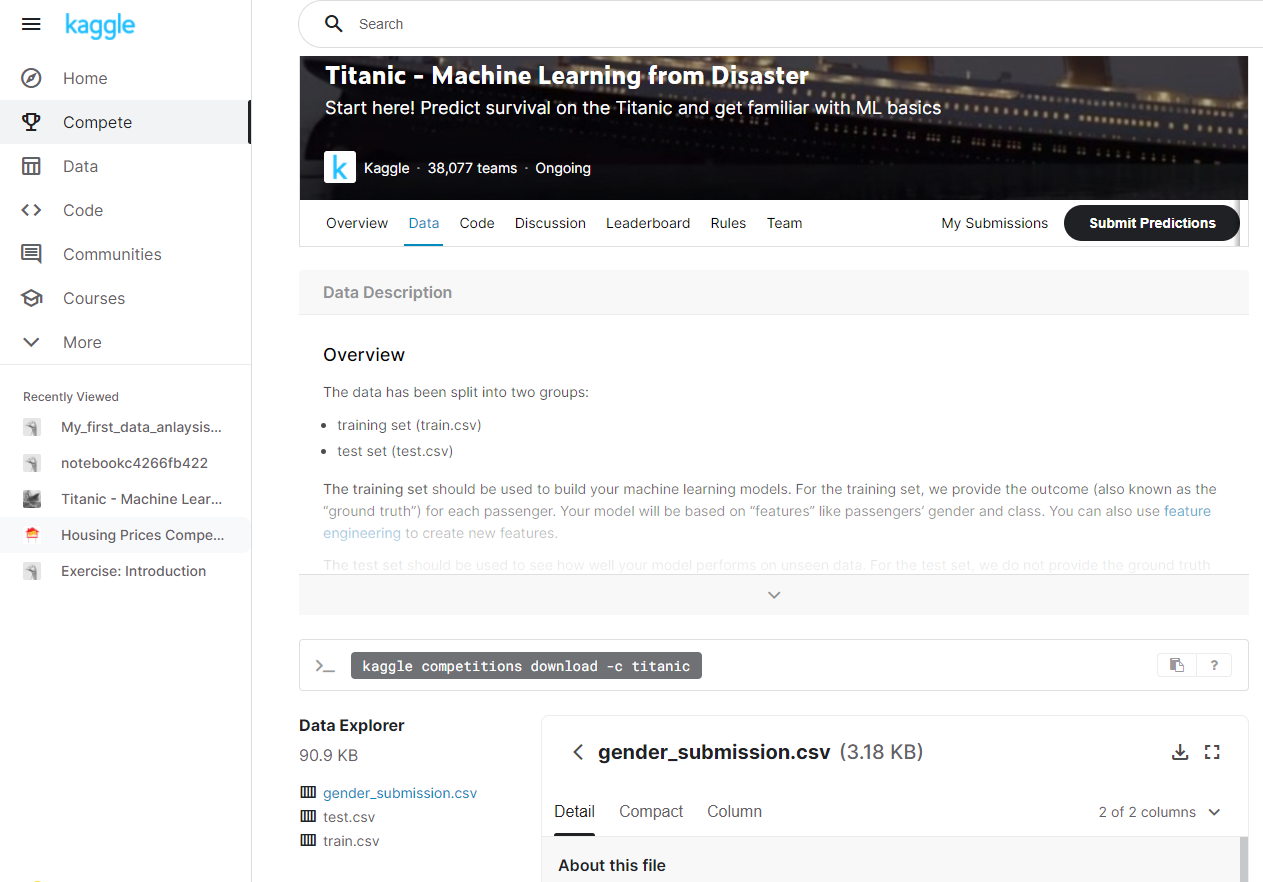 kaggle
Search
Home
Compete
Data
Code
Communities
Courses
More
Recently Viewed
My_first_data_anlaysis...
notebookc4266fb422
Titanic - Machine Lear...
Housing Prices Compe...
Exercise: Introduction
Titanic - Machine Learning from Disaster
Start here! Predict survival on the Titanic and get familiar with ML basics
k Kaggle · 38,077 teams · Ongoing
Overview Data Code Discussion Leaderboard Rules Team My Submissions Submit Predictions
Data Description
Overview
The data has been split into two groups:
• training set (train.csv)
• test set (test.csv)
The training set should be used to build your machine learning models. For the training set, we provide the outcome (also known as the
“ground truth”) for each passenger. Your model will be based on “features” like passengers’ gender and class. You can also use feature
engineering to create new features.
The test set should be used to see how well your model performs on unseen data. For the test set, we do not provide the ground truth
>_ kaggle competitions download -c titanic ?
Data Explorer
90.9 KB
gender_submission.csv
test.csv
train.csv
gender_submission.csv (3.18 KB)
Detail Compact Column 2 of 2 columns
About this file